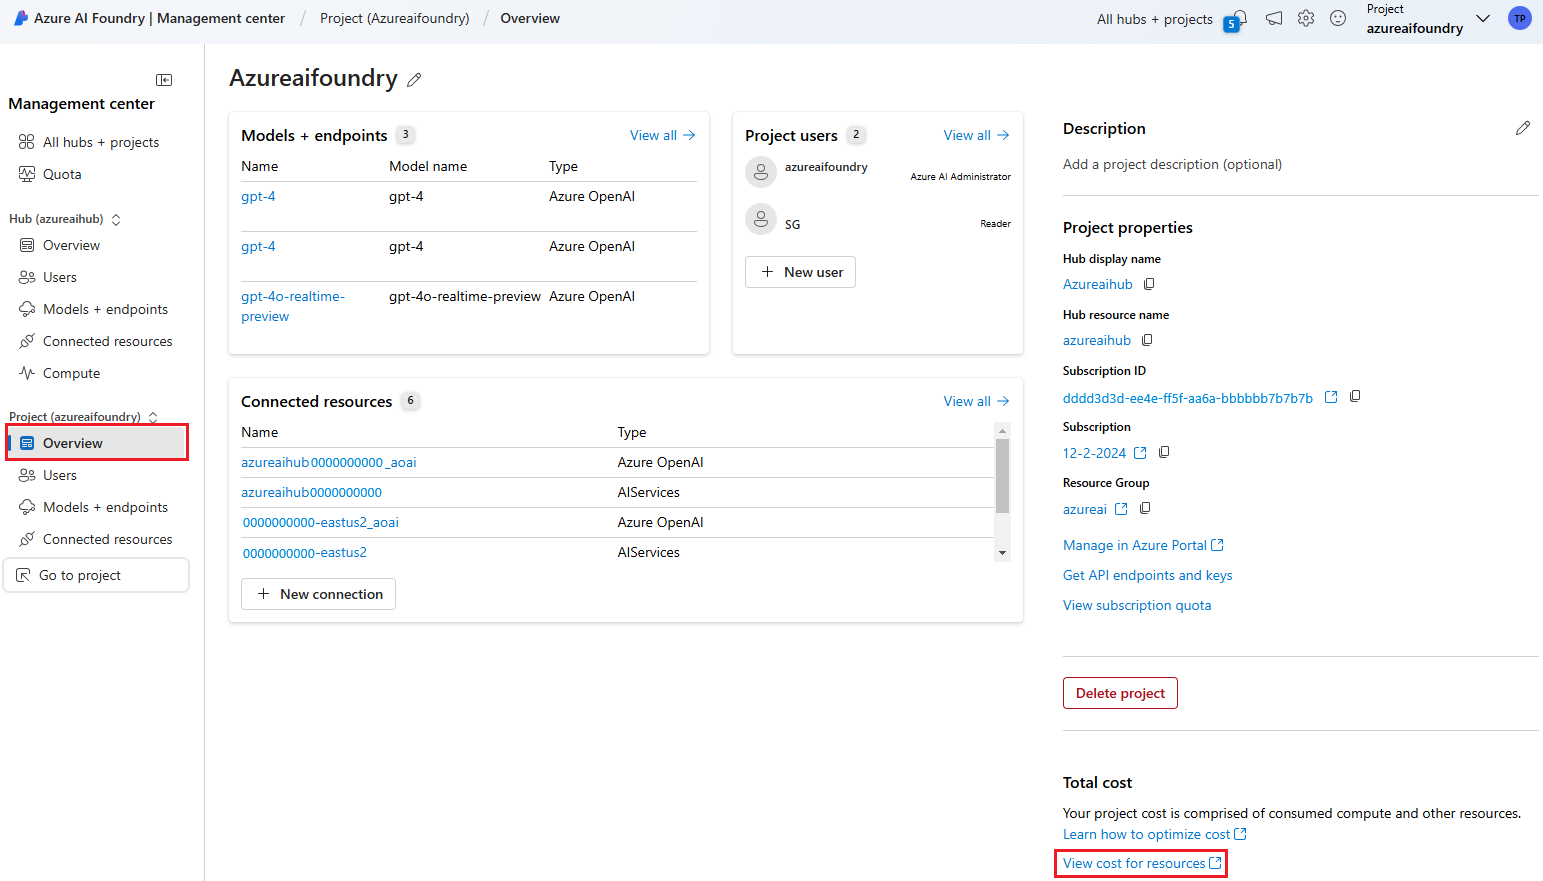 Azure AI Foundry | Management center / Project (Azureaifoundry) / Overview
All hubs + projects
5
Project
azureaifoundry
TP
Management center
All hubs + projects
Quota
Hub (azureaihub)
Overview
Users
Models + endpoints
Connected resources
Compute
Project (azureaifoundry)
Overview
Users
Models + endpoints
Connected resources
Go to project
Azureaifoundry
Models + endpoints 3 View all
Name Model name Type
gpt-4 gpt-4 Azure OpenAI
gpt-4 gpt-4 Azure OpenAI
gpt-4o-realtime- gpt-4o-realtime-preview Azure OpenAI
preview
Project users 2 View all
azureaifoundry
Azure AI Administrator
SG Reader
New user
Connected resources 6 View all
Name Type
azureaihub0000000000_aoai Azure OpenAI
azureaihub0000000000 AIServices
0000000000-eastus2_aoai Azure OpenAI
0000000000-eastus2 AIServices
New connection
Description
Add a project description (optional)
Project properties
Hub display name
Azureaihub
Hub resource name
azureaihub
Subscription ID
dddd3d3d-ee4e-ff5f-aa6a-bbbbbb7b7b7b
Subscription
12-2-2024
Resource Group
azureai
Manage in Azure Portal
Get API endpoints and keys
View subscription quota
Delete project
Total cost
Your project cost is comprised of consumed compute and other resources.
Learn how to optimize cost
View cost for resources